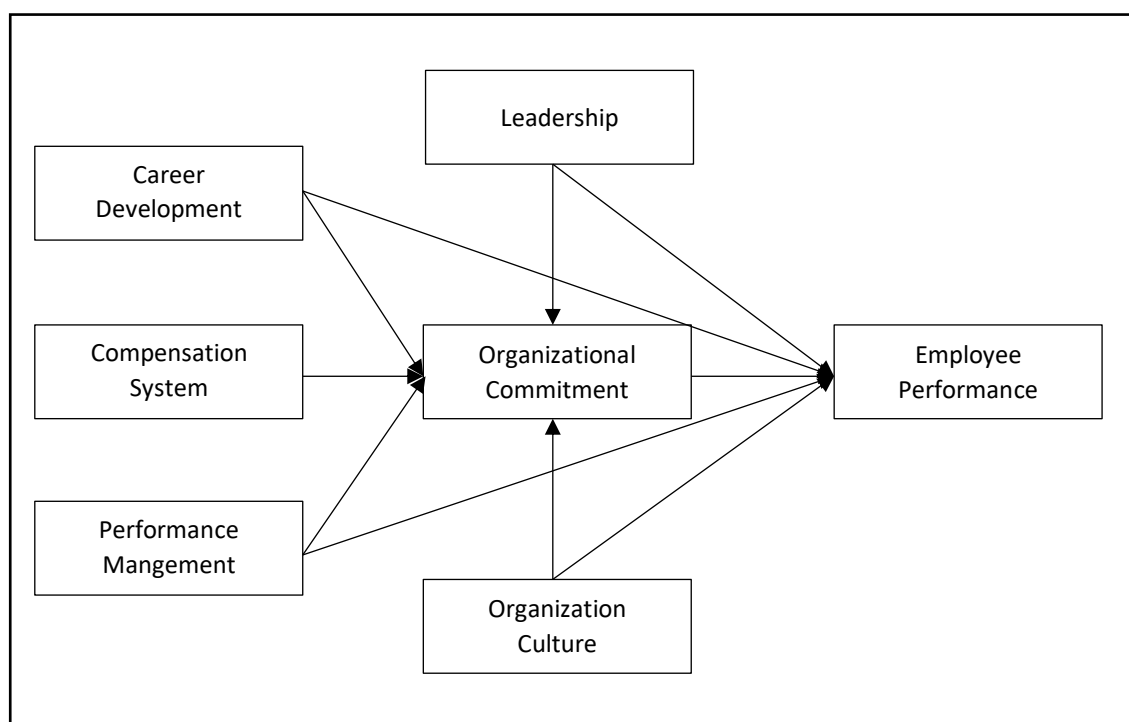 Leadership
Career
Development
Compensation
System
Organizational
Commitment
Employee
Performance
Performance
Mangement
Organization
Culture